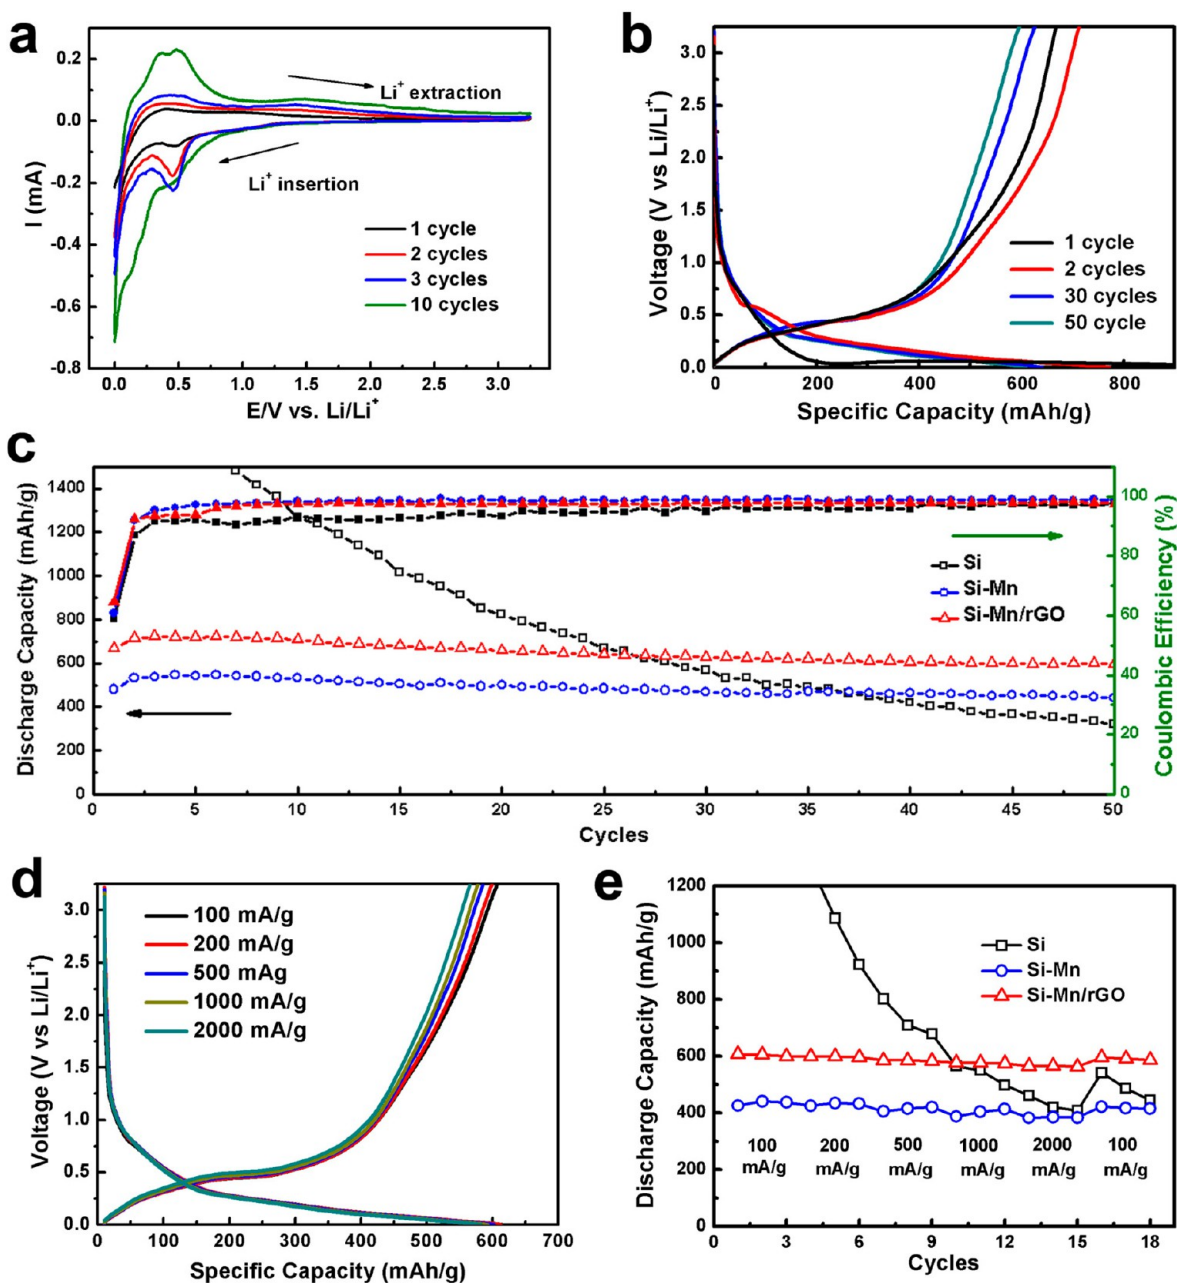 a
0.2
0.0
-0.2
-0.4
-0.6
-0.8
I (mA)
Li⁺ extraction
Li⁺ insertion
1 cycle
2 cycles
3 cycles
10 cycles
0.0 0.5 1.0 1.5 2.0 2.5 3.0
E/V vs. Li/Li⁺
b
3.0
2.5
2.0
1.5
1.0
0.5
0.0
Voltage (V vs Li/Li⁺)
1 cycle
2 cycles
30 cycles
50 cycle
0 200 400 600 800
Specific Capacity (mAh/g)
c
1400
1200
1000
800
600
400
200
0
Discharge Capacity (mAh/g)
Si
Si-Mn
Si-Mn/rGO
100
80
60
40
20
0
Coulombic Efficiency (%)
0 5 10 15 20 25 30 35 40 45 50
Cycles
d
3.0
2.5
2.0
1.5
1.0
0.5
0.0
Voltage (V vs Li/Li⁺)
100 mA/g
200 mA/g
500 mAg
1000 mA/g
2000 mA/g
0 100 200 300 400 500 600 700
Specific Capacity (mAh/g)
e
1200
1000
800
600
400
200
0
Discharge Capacity (mAh/g)
Si
Si-Mn
Si-Mn/rGO
100 200 500 1000 2000 100
mA/g mA/g mA/g mA/g mA/g mA/g
0 3 6 9 12 15 18
Cycles